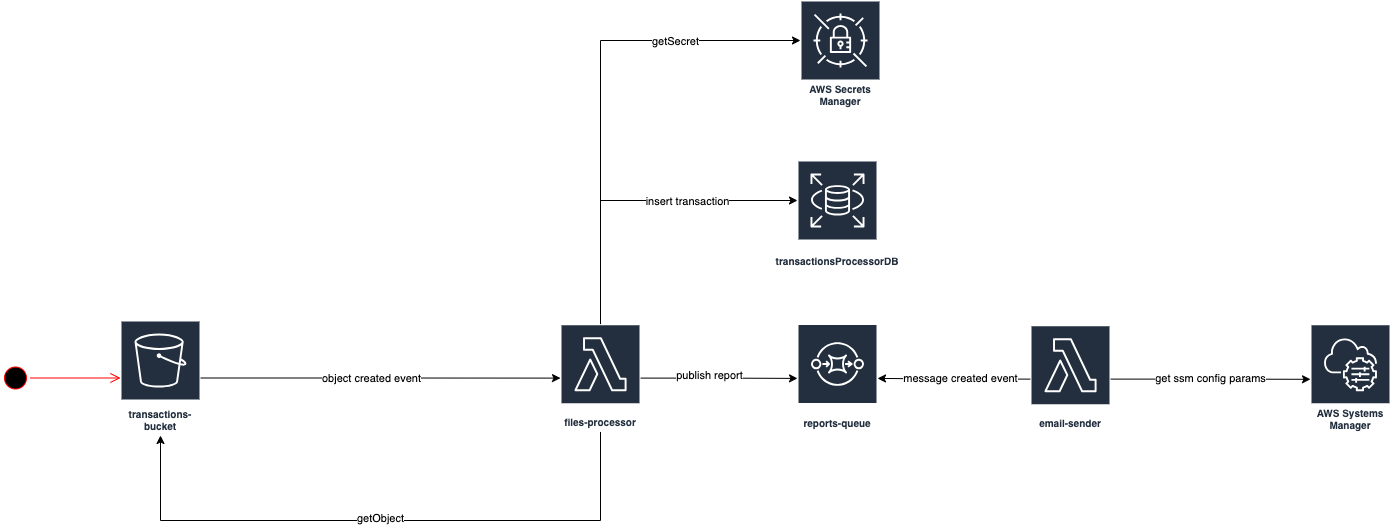 getSecret
AWS Secrets
Manager
insert transaction
transactionsProcessorDB
object created event
publish report
message created event
get ssm config params
transactions-
bucket
files-processor
reports-queue
email-sender
AWS Systems
Manager
getObject